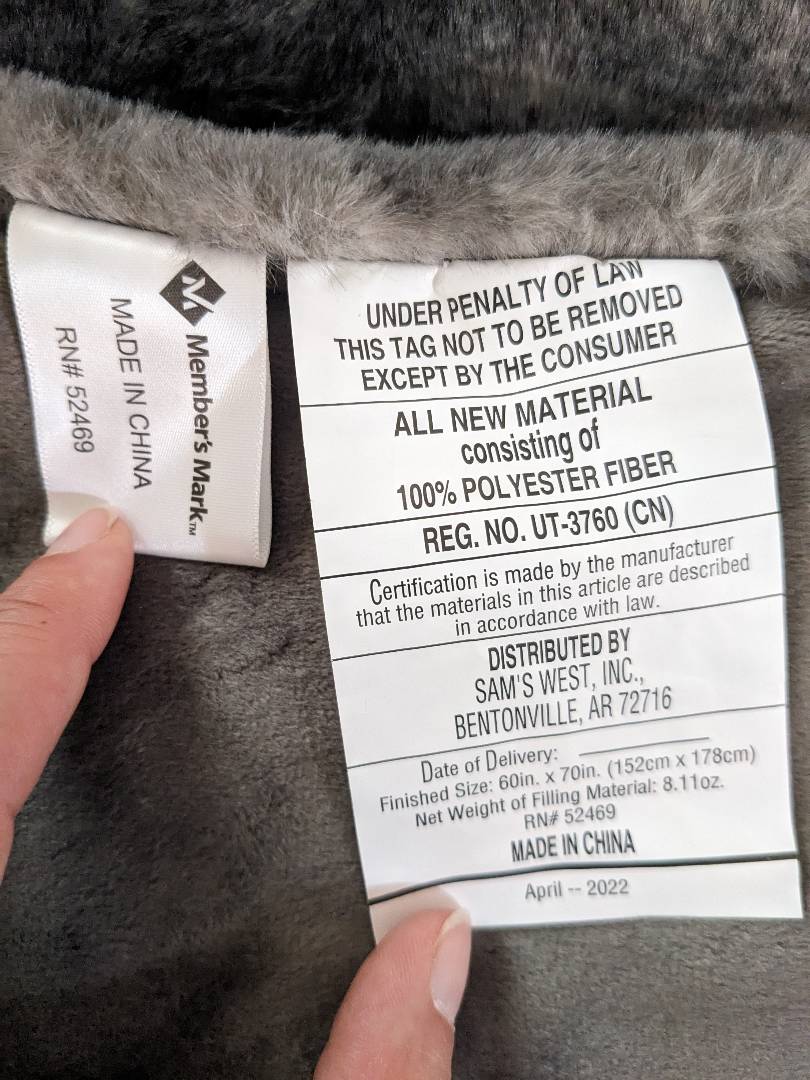 Member's Mark™
MADE IN CHINA
RN# 52469
UNDER PENALTY OF LAW
THIS TAG NOT TO BE REMOVED
EXCEPT BY THE CONSUMER
ALL NEW MATERIAL
consisting of
100% POLYESTER FIBER
REG. NO. UT-3760 (CN)
Certification is made by the manufacturer
that the materials in this article are described
in accordance with law.
DISTRIBUTED BY
SAM'S WEST, INC.,
BENTONVILLE, AR 72716
Date of Delivery:
Finished Size: 60in. x 70in. (152cm x 178cm)
Net Weight of Filling Material: 8.11oz.
RN# 52469
MADE IN CHINA
April -- 2022